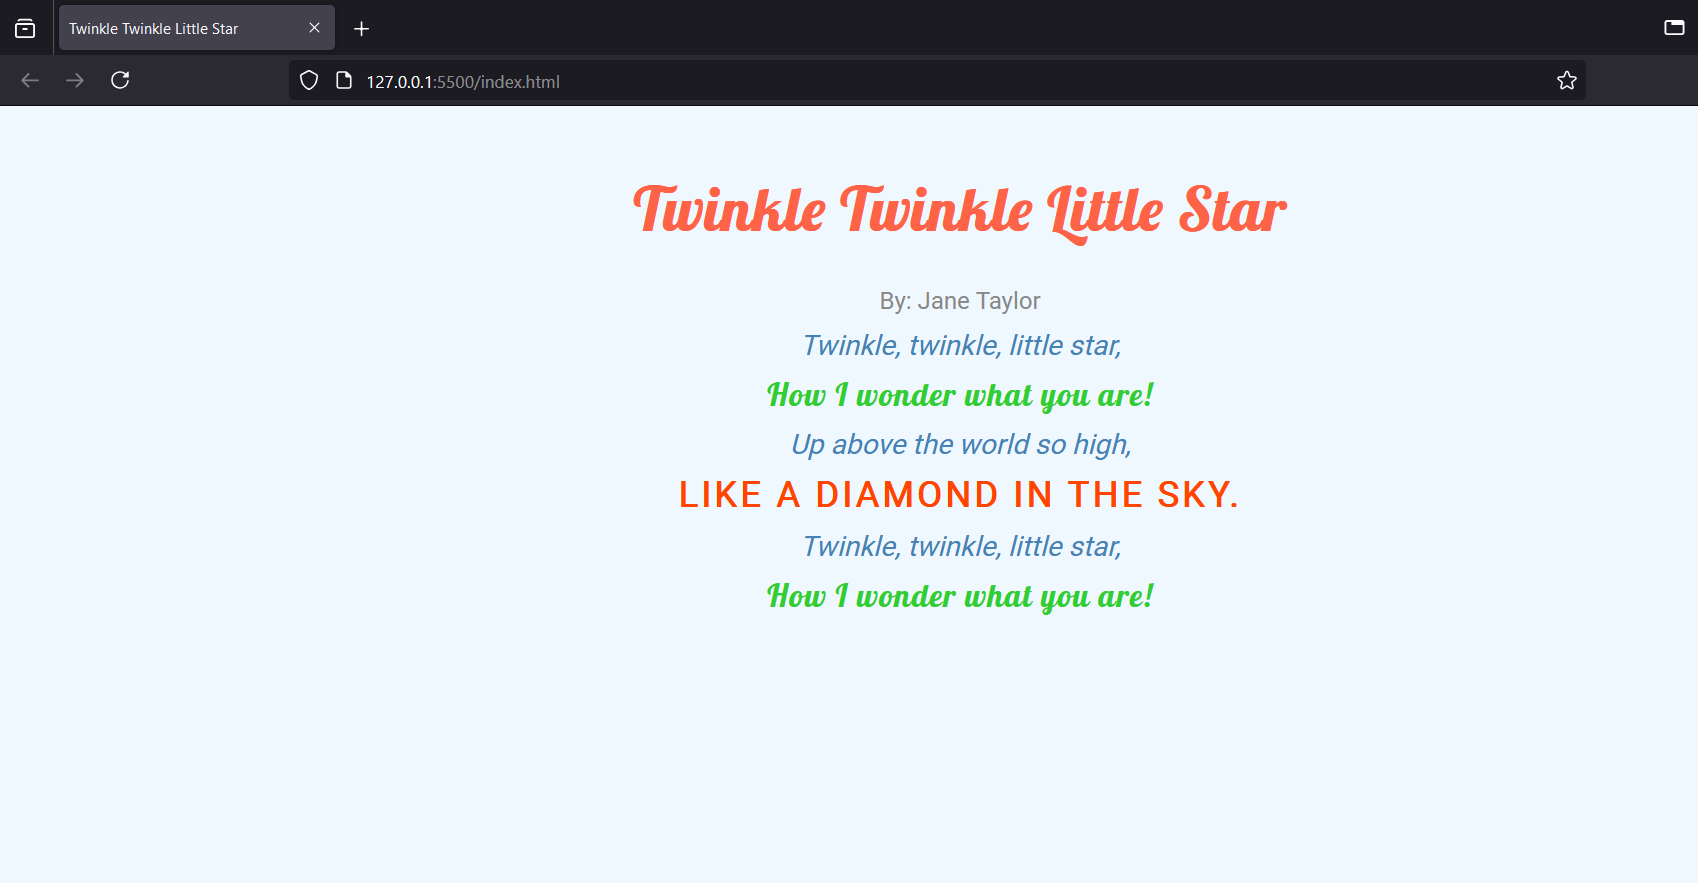 Twinkle Twinkle Little Star
127.0.0.1:5500/index.html
Twinkle Twinkle Little Star
By: Jane Taylor
Twinkle, twinkle, little star,
How I wonder what you are!
Up above the world so high,
LIKE A DIAMOND IN THE SKY.
Twinkle, twinkle, little star,
How I wonder what you are!